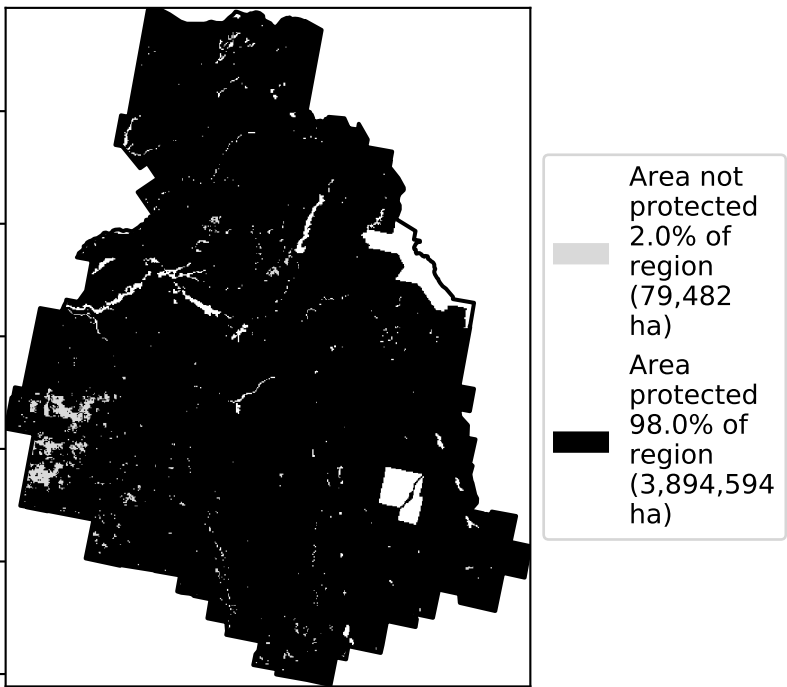 Area not
protected
2.0% of
region
(79,482
ha)
Area
protected
98.0% of
region
(3,894,594
ha)